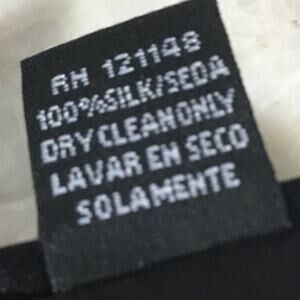 RN 121148
100%SILK/SEDA
DRY CLEAN ONLY
LAVAR EN SECO
SOLAMENTE